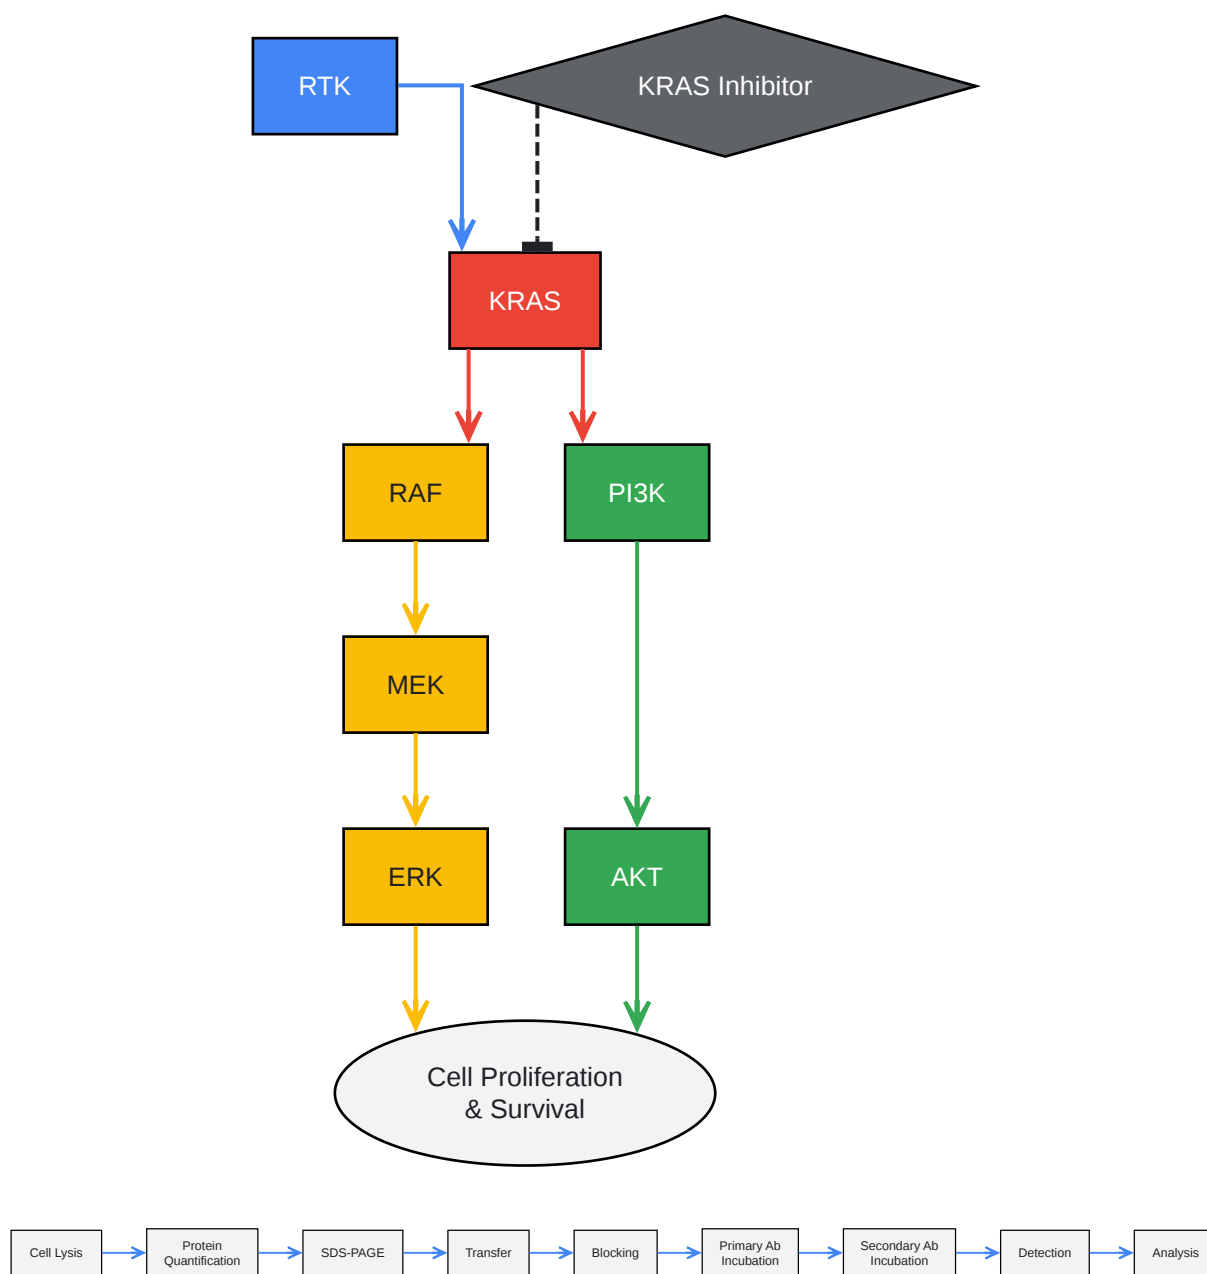 RTK
KRAS Inhibitor
KRAS
RAF
PI3K
MEK
ERK
AKT
Cell Proliferation
& Survival
Cell Lysis
Protein
Quantification
SDS-PAGE
Transfer
Blocking
Primary Ab
Incubation
Secondary Ab
Incubation
Detection
Analysis